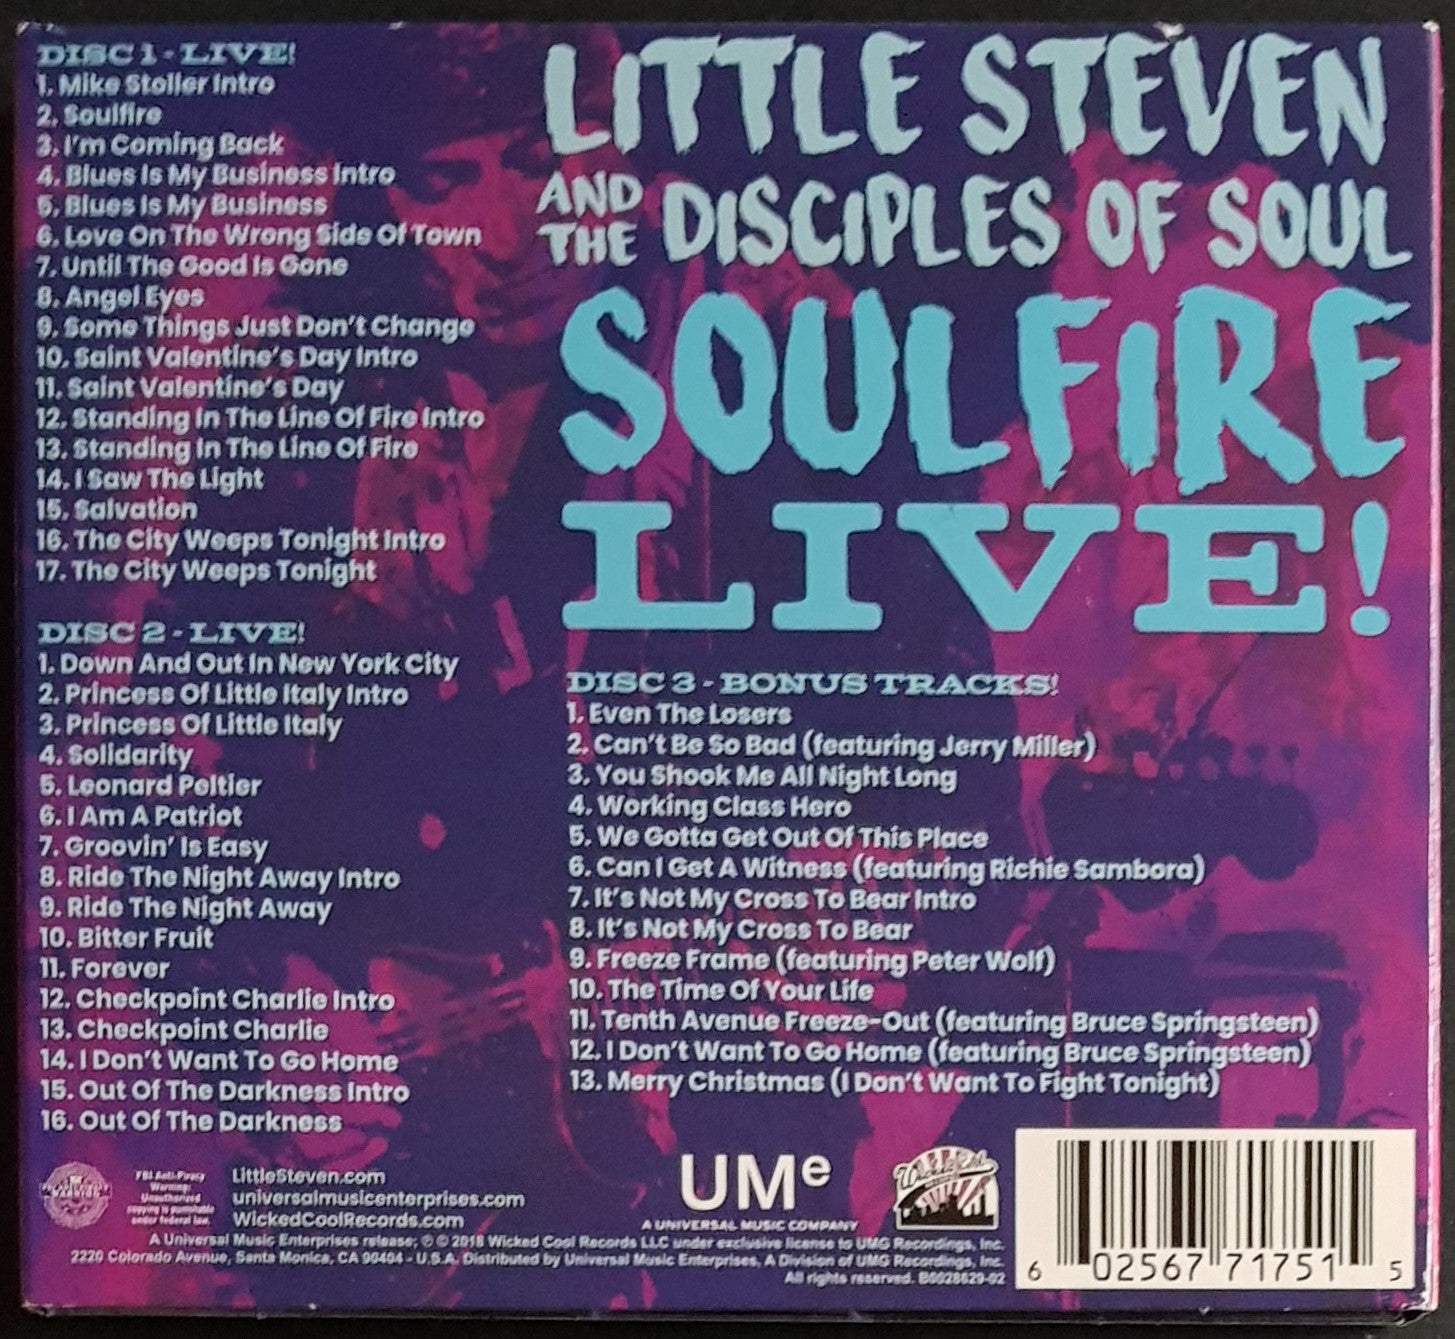 DISC 1 - LIVE!
1. Mike Stoller Intro
2. Soulfire
3. I'm Coming Back
4. Blues Is My Business Intro
5. Blues Is My Business
6. Love On The Wrong Side Of Town
7. Until The Good Is Gone
8. Angel Eyes
9. Some Things Just Don't Change
10. Saint Valentine's Day Intro
11. Saint Valentine's Day
12. Standing In The Line Of Fire Intro
13. Standing In The Line Of Fire
14. I Saw The Light
15. Salvation
16. The City Weeps Tonight Intro
17. The City Weeps Tonight
DISC 2 - LIVE!
1. Down And Out In New York City
2. Princess Of Little Italy Intro
3. Princess Of Little Italy
4. Solidarity
5. Leonard Peltier
6. I Am A Patriot
7. Groovin' Is Easy
8. Ride The Night Away Intro
9. Ride The Night Away
10. Bitter Fruit
11. Forever
12. Checkpoint Charlie Intro
13. Checkpoint Charlie
14. I Don't Want To Go Home
15. Out Of The Darkness Intro
16. Out Of The Darkness
LITTLE STEVEN
AND THE DISCIPLES OF SOUL
SOULFIRE
LIVE!
DISC 3 - BONUS TRACKS!
1. Even The Losers
2. Can't Be So Bad (featuring Jerry Miller)
3. You Shook Me All Night Long
4. Working Class Hero
5. We Gotta Get Out Of This Place
6. Can I Get A Witness (featuring Richie Sambora)
7. It's Not My Cross To Bear Intro
8. It's Not My Cross To Bear
9. Freeze Frame (featuring Peter Wolf)
10. The Time Of Your Life
11. Tenth Avenue Freeze-Out (featuring Bruce Springsteen)
12. I Don't Want To Go Home (featuring Bruce Springsteen)
13. Merry Christmas (I Don't Want To Fight Tonight)
FBI Anti-Piracy
Warning:
Unauthorized
copying is punishable
under federal law.
LittleSteven.com
universalmusicenterprises.com
WickedCoolRecords.com
UMe
A UNIVERSAL MUSIC COMPANY
A Universal Music Enterprises release; ℗ © 2018 Wicked Cool Records LLC under exclusive license to UMG Recordings, Inc.
2220 Colorado Avenue, Santa Monica, CA 90404 - U.S.A. Distributed by Universal Music Enterprises, A Division of UMG Recordings, Inc.
All rights reserved. B0028629-02
6 02567 71751 5